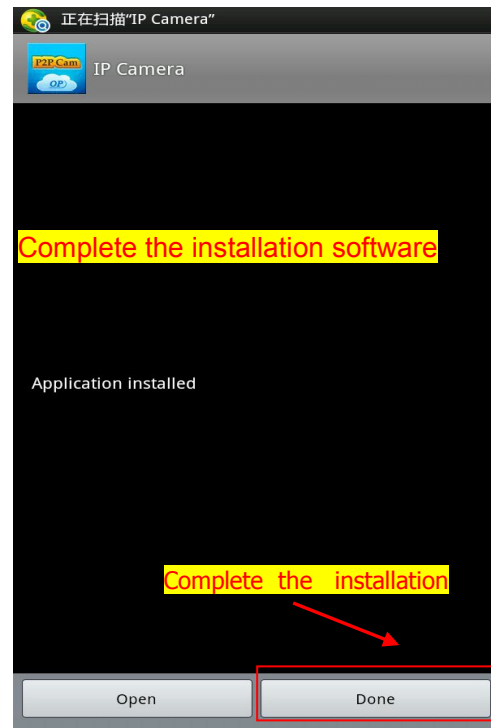 正在扫描“IP Camera”
P2P Cam
OP
IP Camera
Complete the installation software
Application installed
Complete the installation
Open
Done